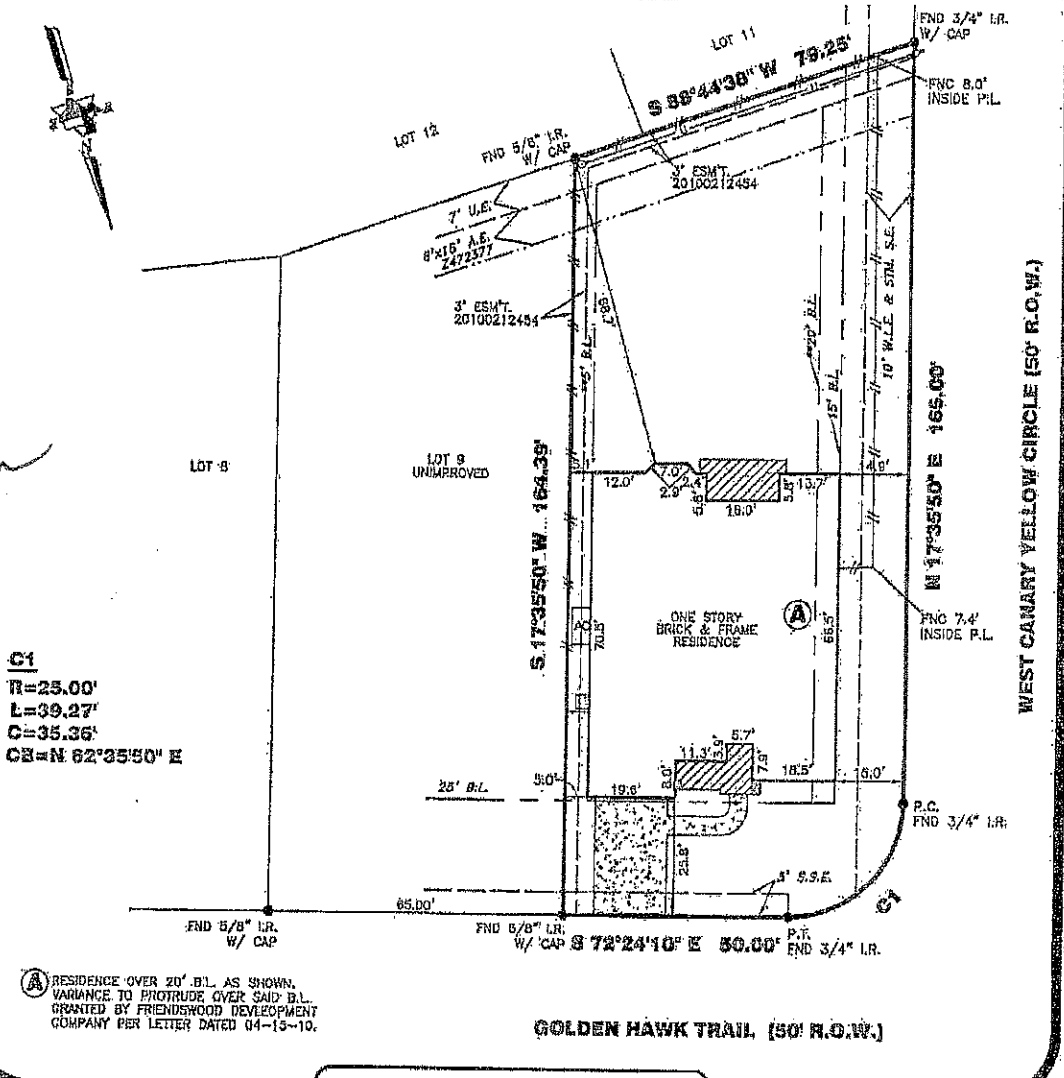 FND 3/4" I.R.
W/ CAP
LOT 11
S 88°44'38" W 79.25'
FNC 8.0'
INSIDE P.L.
LOT 12
FND 5/8" I.R.
W/ CAP
3' ESM'T.
20100212454
7' U.E.
8'x16' A.E.
Z472377
3' ESM'T.
20100212454
10' W.L.E. & STM. S.E.
WEST CANARY YELLOW CIRCLE (50' R.O.W.)
**20' B.L.
15' B.L.
N 17°35'50" E 165.00'
LOT 8
LOT 9
UNIMPROVED
S 17°35'50" W 164.39'
12.0'
7.0'
2.9'
2.4'
5.8'
16.0'
5.8'
13.7'
14.9'
ONE STORY
BRICK & FRAME
RESIDENCE
A
66.5'
70.5'
FNC 7.4'
INSIDE P.L.
C1
R=25.00'
L=39.27'
C=35.36'
CB=N 62°35'50" E
25' B.L.
5.0'
19.6'
8.0'
11.3'
3.9'
5.7'
7.9'
18.5'
P.C.
FND 3/4" I.R.
25.8'
5' S.S.E.
C1
65.00'
FND 5/8" I.R.
W/ CAP
FND 5/8" I.R.
W/ CAP
S 72°24'10" E 50.00'
P.T.
FND 3/4" I.R.
A RESIDENCE OVER 20' B.L. AS SHOWN.
VARIANCE TO PROTRUDE OVER SAID B.L.
GRANTED BY FRIENDSWOOD DEVELOPMENT
COMPANY PER LETTER DATED 04-15-10.
GOLDEN HAWK TRAIL (50' R.O.W.)